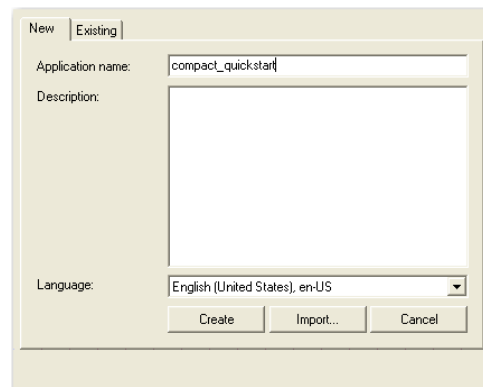 New Existing
Application name: compact_quickstart
Description:
Language: English (United States), en-US
Create Import... Cancel